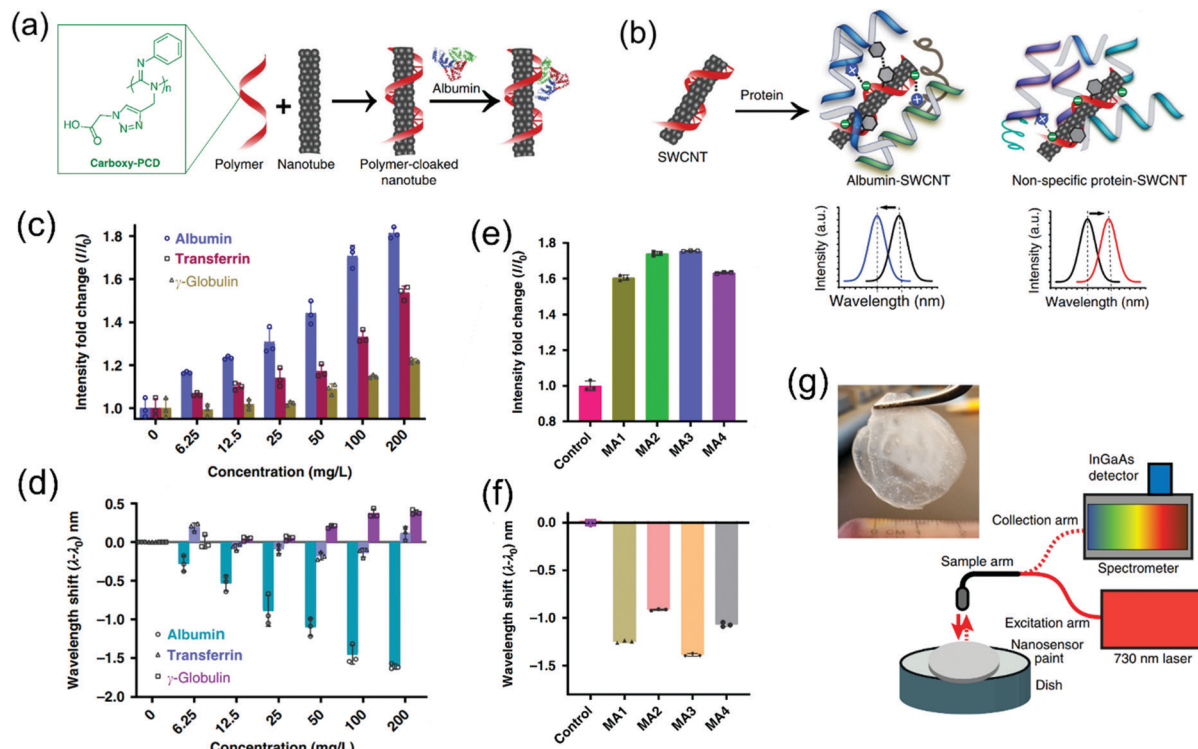 (a)
N
N
N
n
N
N=N
HO
O
Carboxy-PCD
Polymer
+
Nanotube
Albumin
Polymer-cloaked
nanotube
(b)
SWCNT
Protein
Albumin-SWCNT
Non-specific protein-SWCNT
Intensity (a.u.)
Wavelength (nm)
Intensity (a.u.)
Wavelength (nm)
(c)
Intensity fold change (I/I0)
1.8
1.6
1.4
1.2
1.0
Albumin
Transferrin
γ-Globulin
0
6.25
12.5
25
50
100
200
Concentration (mg/L)
(d)
Wavelength shift (λ-λ0) nm
0.5
0.0
−0.5
−1.0
−1.5
−2.0
Albumin
Transferrin
γ-Globulin
0
6.25
12.5
25
50
100
200
Concentration (mg/L)
(e)
Intensity fold change (I/I0)
1.8
1.6
1.4
1.2
1.0
0.8
Control
MA1
MA2
MA3
MA4
(f)
Wavelength shift (λ-λ0) nm
0.0
−0.5
−1.0
−1.5
Control
MA1
MA2
MA3
MA4
(g)
InGaAs
detector
Collection arm
Spectrometer
Sample arm
Excitation arm
Nanosensor
paint
730 nm laser
Dish